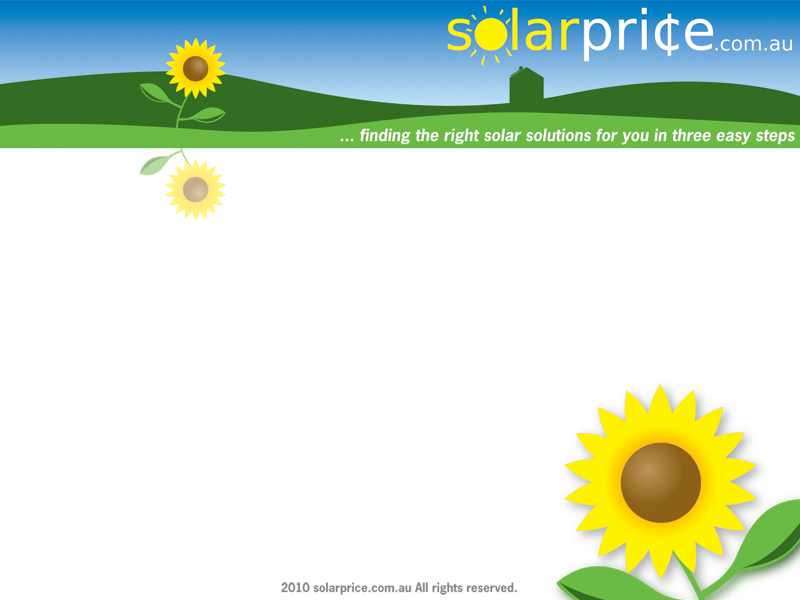 solarpri¢e.com.au
... finding the right solar solutions for you in three easy steps
2010 solarprice.com.au All rights reserved.